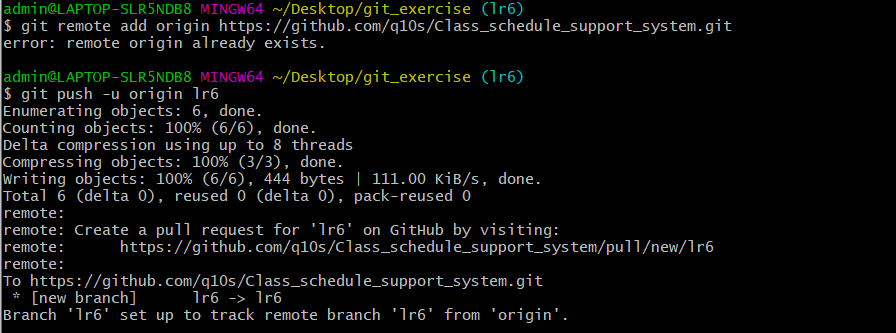 admin@LAPTOP-SLR5NDB8 MINGW64 ~/Desktop/git_exercise (lr6)
$ git remote add origin https://github.com/q10s/Class_schedule_support_system.git
error: remote origin already exists.
admin@LAPTOP-SLR5NDB8 MINGW64 ~/Desktop/git_exercise (lr6)
$ git push -u origin lr6
Enumerating objects: 6, done.
Counting objects: 100% (6/6), done.
Delta compression using up to 8 threads
Compressing objects: 100% (3/3), done.
Writing objects: 100% (6/6), 444 bytes | 111.00 KiB/s, done.
Total 6 (delta 0), reused 0 (delta 0), pack-reused 0
remote:
remote: Create a pull request for 'lr6' on GitHub by visiting:
remote:      https://github.com/q10s/Class_schedule_support_system/pull/new/lr6
remote:
To https://github.com/q10s/Class_schedule_support_system.git
 * [new branch]      lr6 -> lr6
Branch 'lr6' set up to track remote branch 'lr6' from 'origin'.